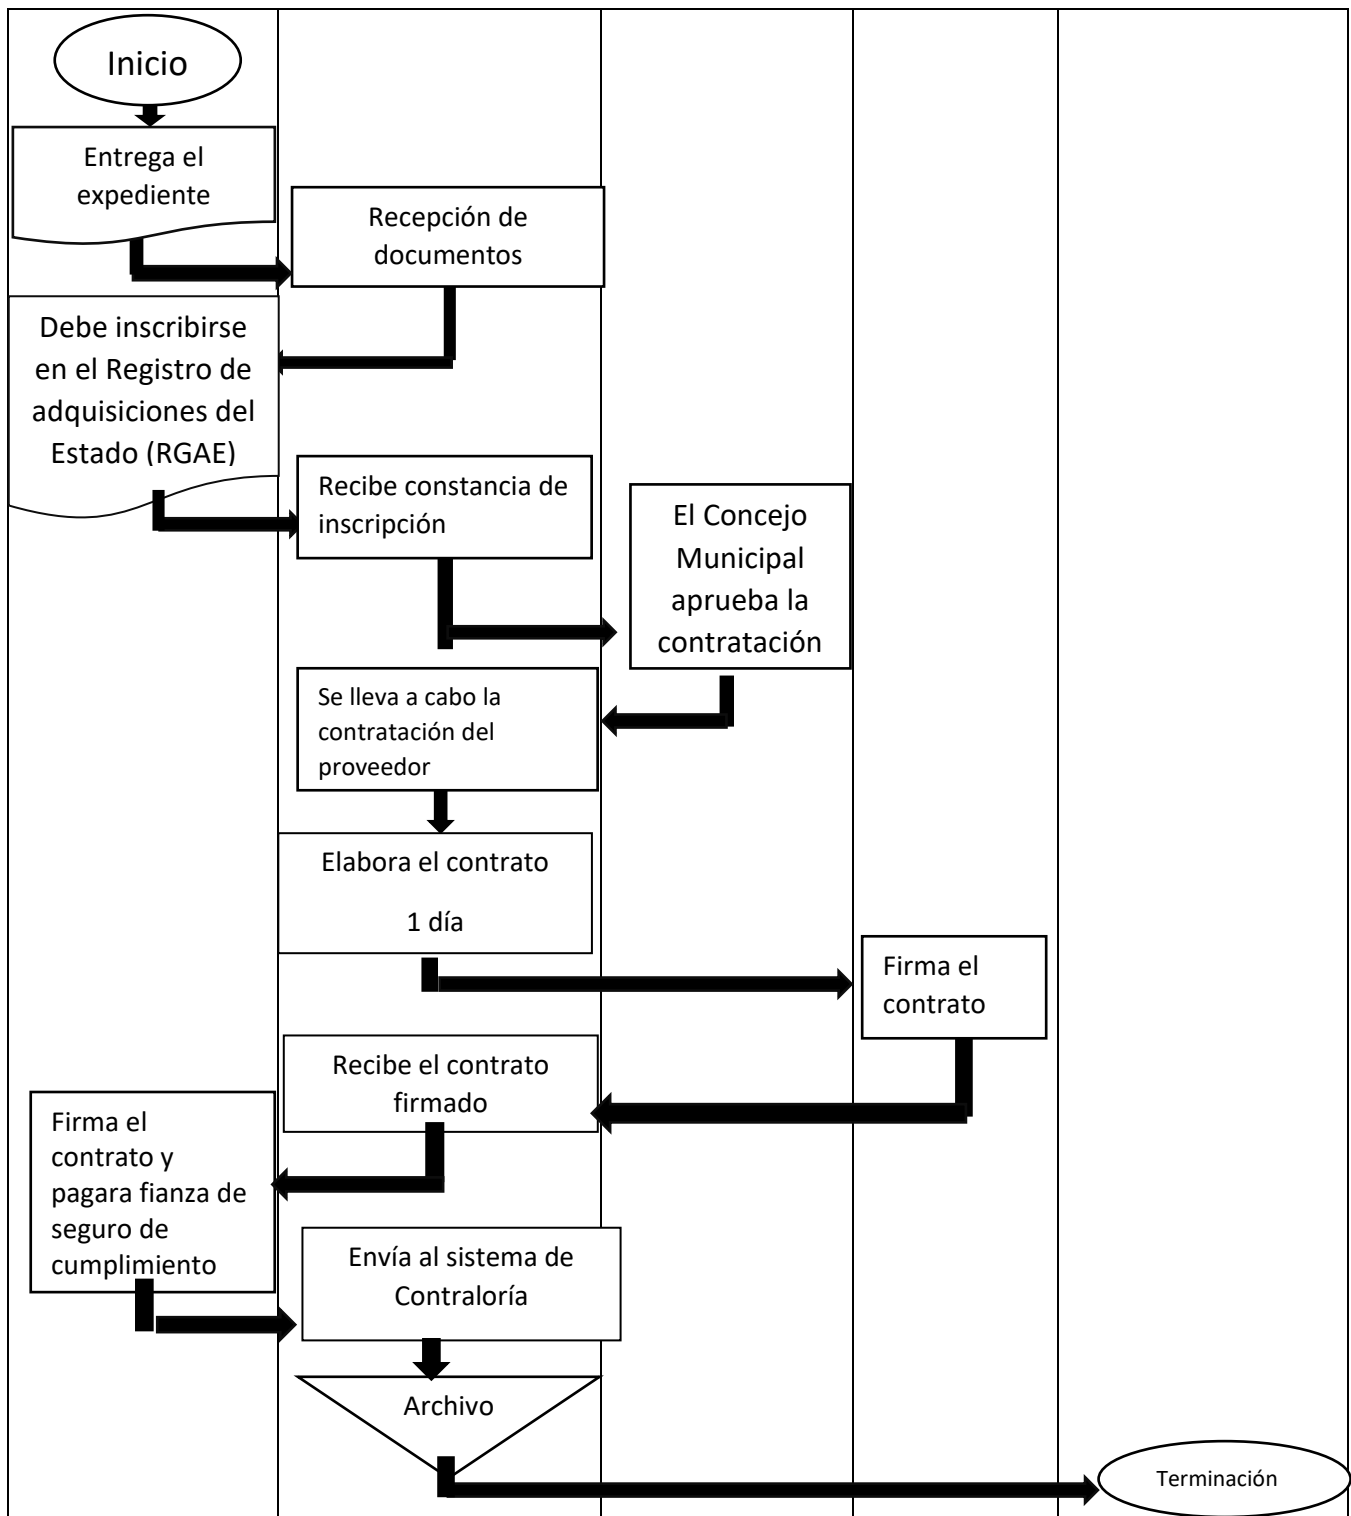 Inicio
Entrega el
expediente
Recepción de
documentos
Debe inscribirse
en el Registro de
adquisiciones del
Estado (RGAE)
Recibe constancia de
inscripción
El Concejo
Municipal
aprueba la
contratación
Se lleva a cabo la
contratación del
proveedor
Elabora el contrato
1 día
Firma el
contrato
Recibe el contrato
firmado
Firma el
contrato y
pagara fianza de
seguro de
cumplimiento
Envía al sistema de
Contraloría
Archivo
Terminación